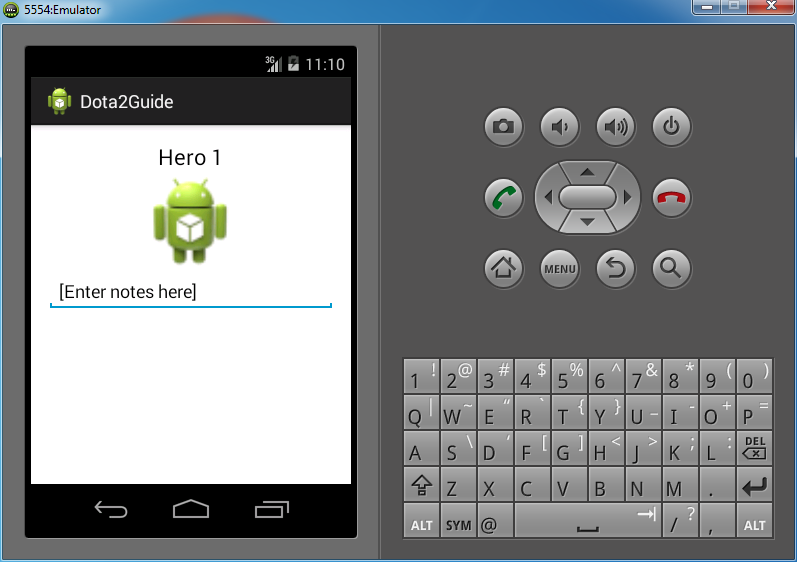 5554:Emulator
3G 11:10
Dota2Guide
Hero 1
[Enter notes here]
MENU
1 ! 2 @ 3 # 4 $ 5 % 6 ^ 7 & 8 * 9 ( 0 )
Q | W ~ E “ R ` T { Y } U _ I - O + P =
A S \ D ‘ F [ G ] H < J > K ; L : DEL
Z X C V B N M .
ALT SYM @ / ? , ALT